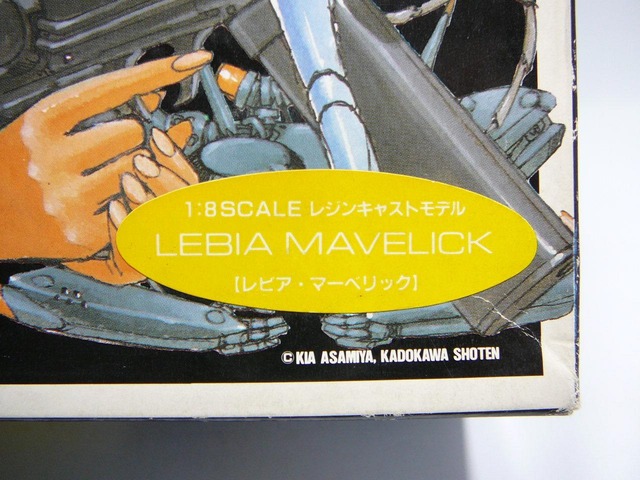 1:8SCALE レジンキャストモデル
LEBIA MAVELICK
[レビア・マーベリック]
©KIA ASAMIYA, KADOKAWA SHOTEN